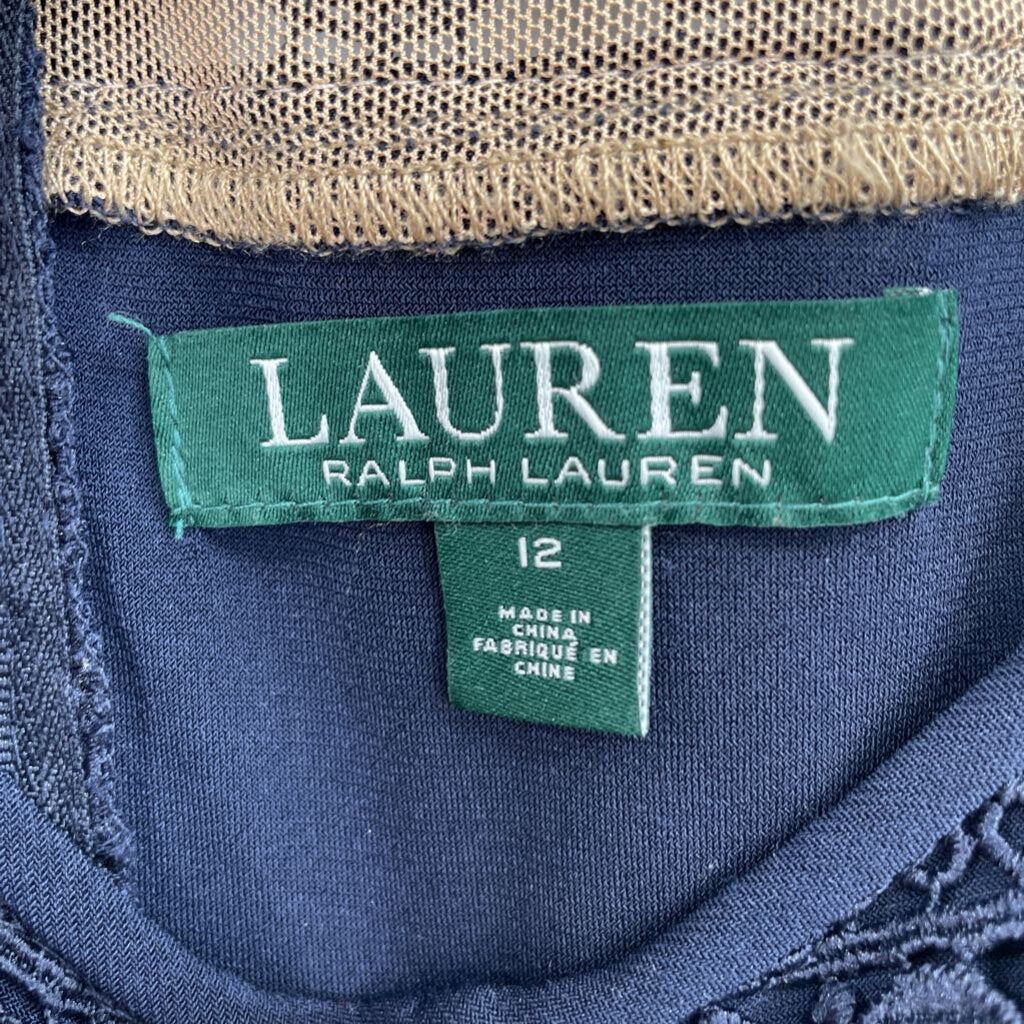 LAUREN
RALPH LAUREN
12
MADE IN
CHINA
FABRIQUÉ EN
CHINE